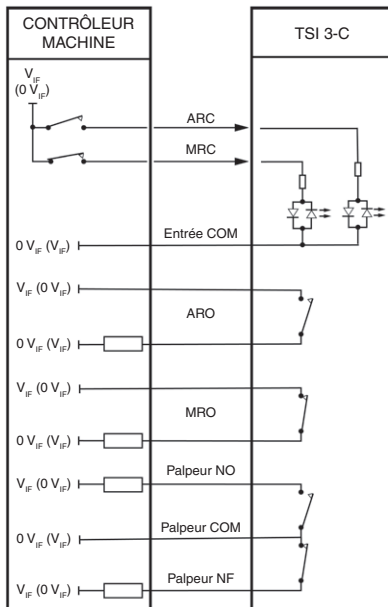 CONTRÔLEUR
MACHINE
TSI 3-C
V_IF
(0 V_IF)
ARC
MRC
Entrée COM
0 V_IF (V_IF)
V_IF (0 V_IF)
ARO
0 V_IF (V_IF)
V_IF (0 V_IF)
MRO
0 V_IF (V_IF)
Palpeur NO
V_IF (0 V_IF)
Palpeur COM
0 V_IF (V_IF)
Palpeur NF
V_IF (0 V_IF)